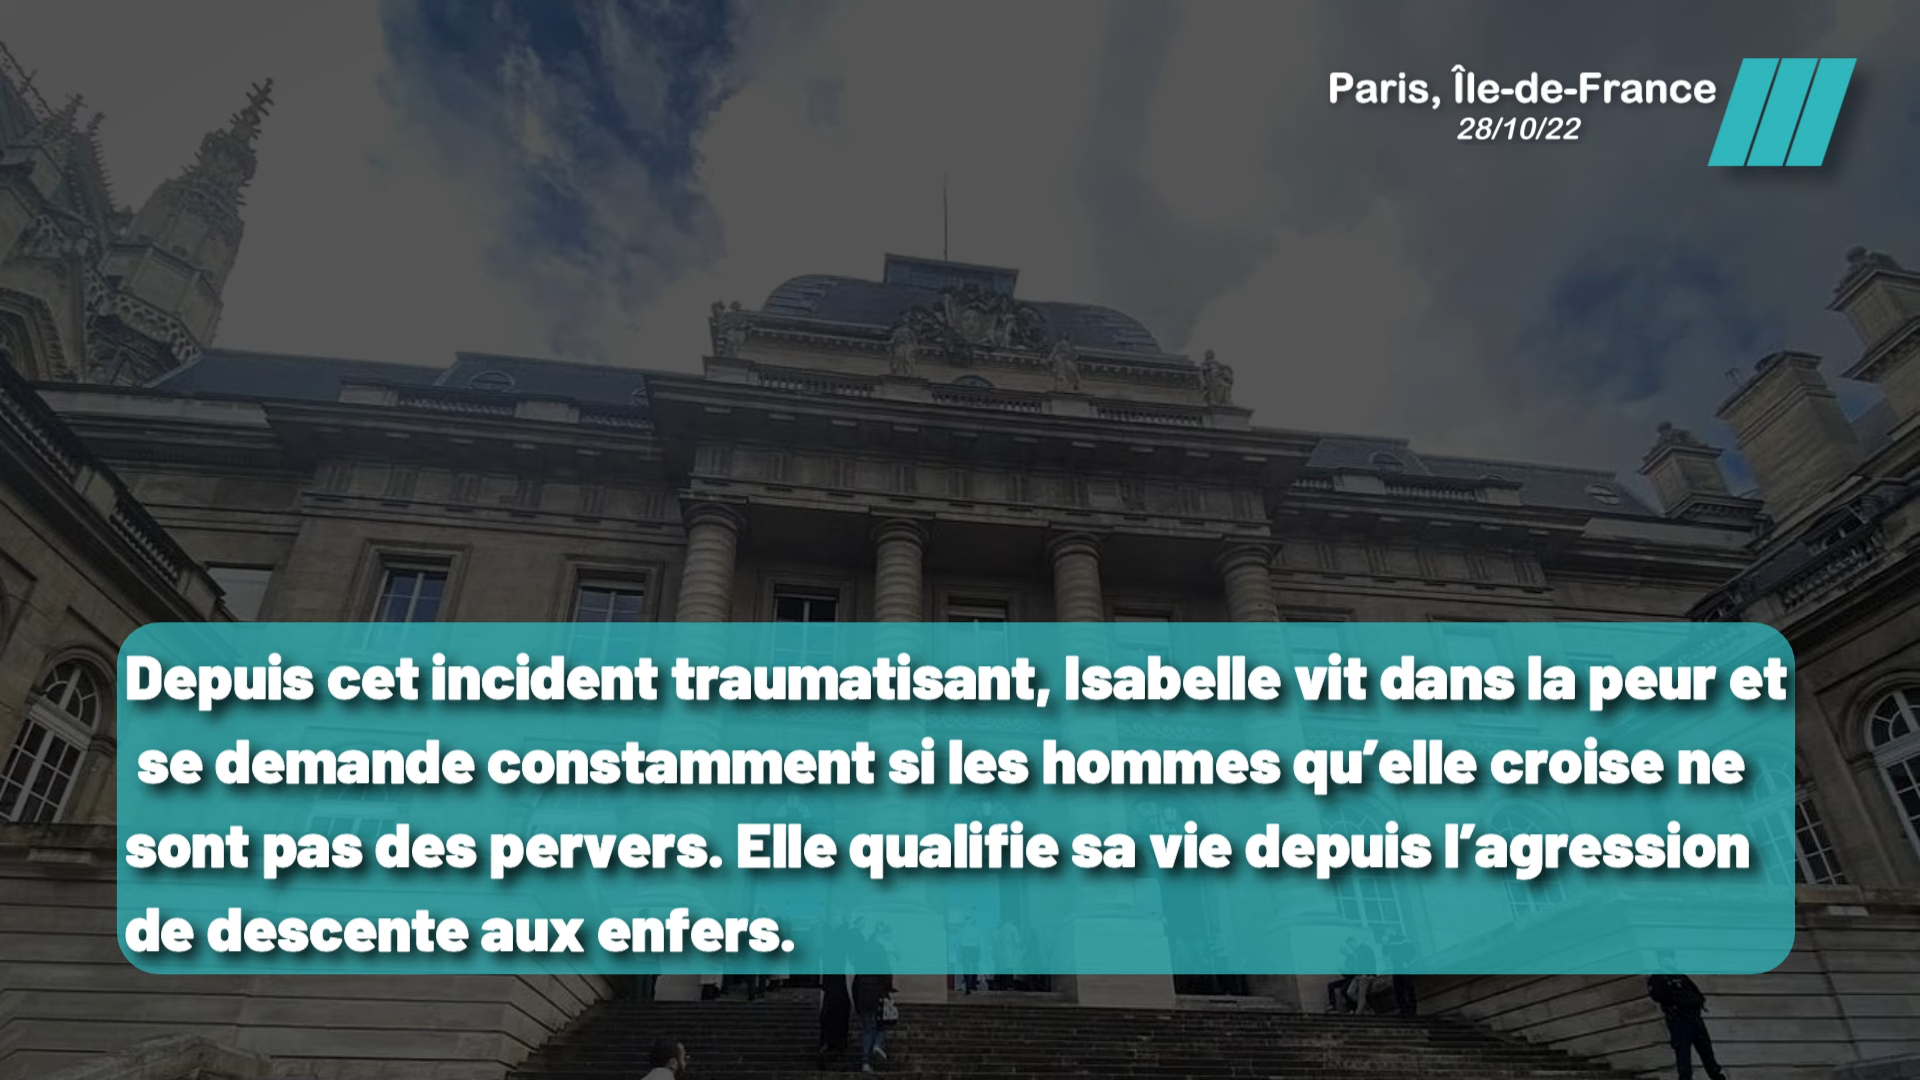 Paris, Île-de-France
28/10/22
Depuis cet incident traumatisant, Isabelle vit dans la peur et
se demande constamment si les hommes qu’elle croise ne
sont pas des pervers. Elle qualifie sa vie depuis l’agression
de descente aux enfers.